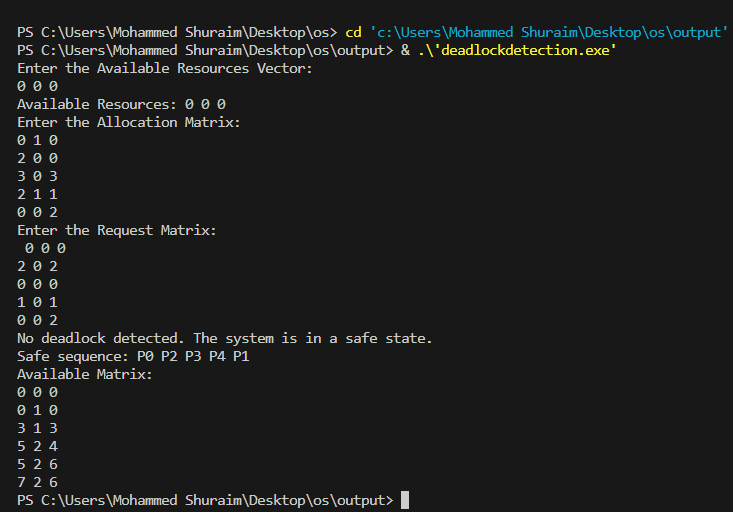 PS C:\Users\Mohammed Shuraim\Desktop\os> cd 'c:\Users\Mohammed Shuraim\Desktop\os\output'
PS C:\Users\Mohammed Shuraim\Desktop\os\output> & .\'deadlockdetection.exe'
Enter the Available Resources Vector:
0 0 0
Available Resources: 0 0 0
Enter the Allocation Matrix:
0 1 0
2 0 0
3 0 3
2 1 1
0 0 2
Enter the Request Matrix:
 0 0 0
2 0 2
0 0 0
1 0 1
0 0 2
No deadlock detected. The system is in a safe state.
Safe sequence: P0 P2 P3 P4 P1
Available Matrix:
0 0 0
0 1 0
3 1 3
5 2 4
5 2 6
7 2 6
PS C:\Users\Mohammed Shuraim\Desktop\os\output>